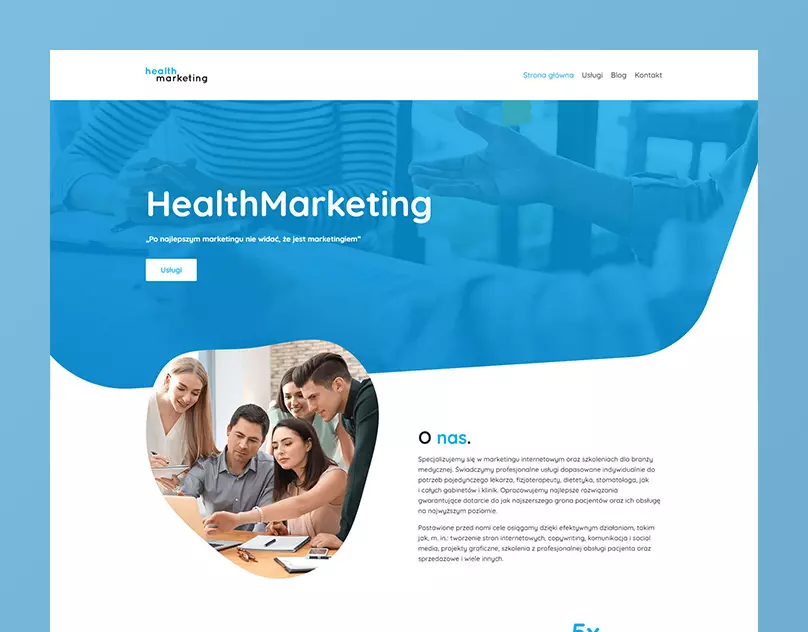 health
marketing
Strona główna Usługi Blog Kontakt
HealthMarketing
„Po najlepszym marketingu nie widać, że jest marketingiem”
Usługi
O nas.
Specjalizujemy się w marketingu internetowym oraz szkoleniach dla branży
medycznej. Świadczymy profesjonalne usługi dopasowane indywidualnie do
potrzeb pojedynczego lekarza, fizjoterapeuty, dietetyka, stomatologa, jak
i całych gabinetów i klinik. Opracowujemy najlepsze rozwiązania
gwarantujące dotarcie do jak najszerszego grona pacjentów oraz ich obsługę
na najwyższym poziomie.
Postawione przed nami cele osiągamy dzięki efektywnym działaniom, takim
jak, m. in.: tworzenie stron internetowych, copywriting, komunikacja i social
media, projekty graficzne, szkolenia z profesjonalnej obsługi pacjenta oraz
sprzedażowe i wiele innych.
5x